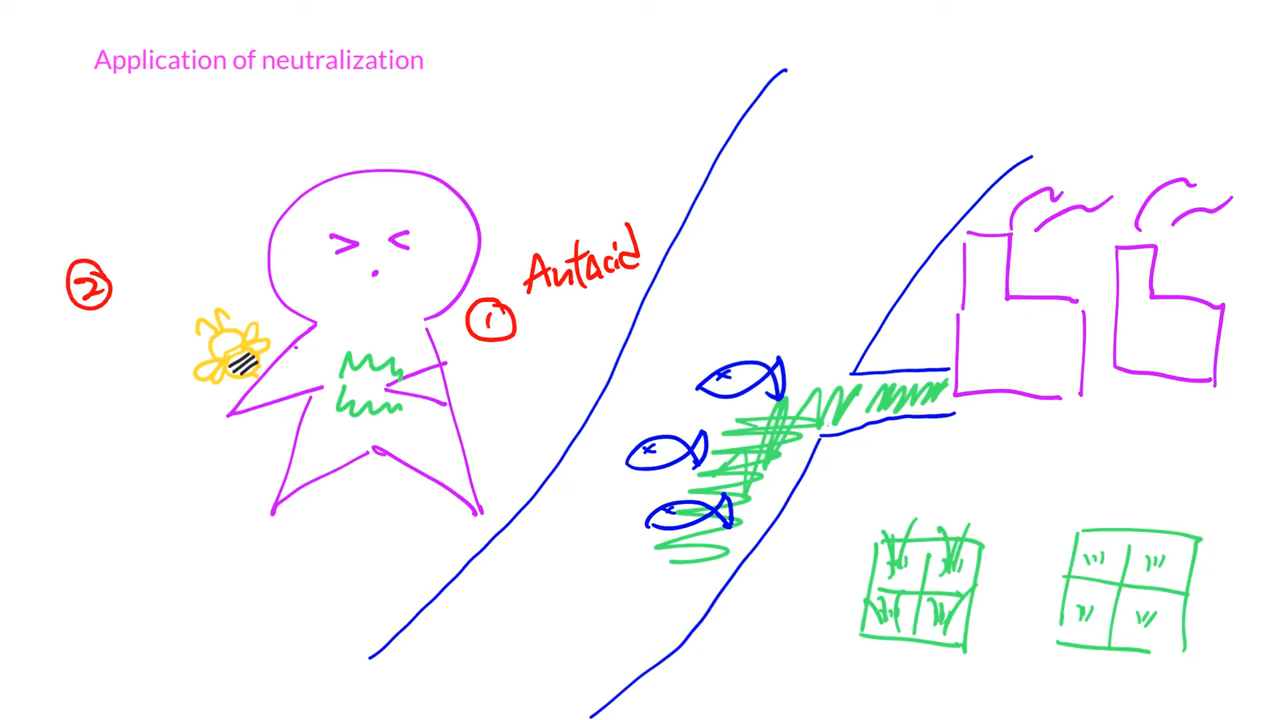 Application of neutralization
② 
① Antacid